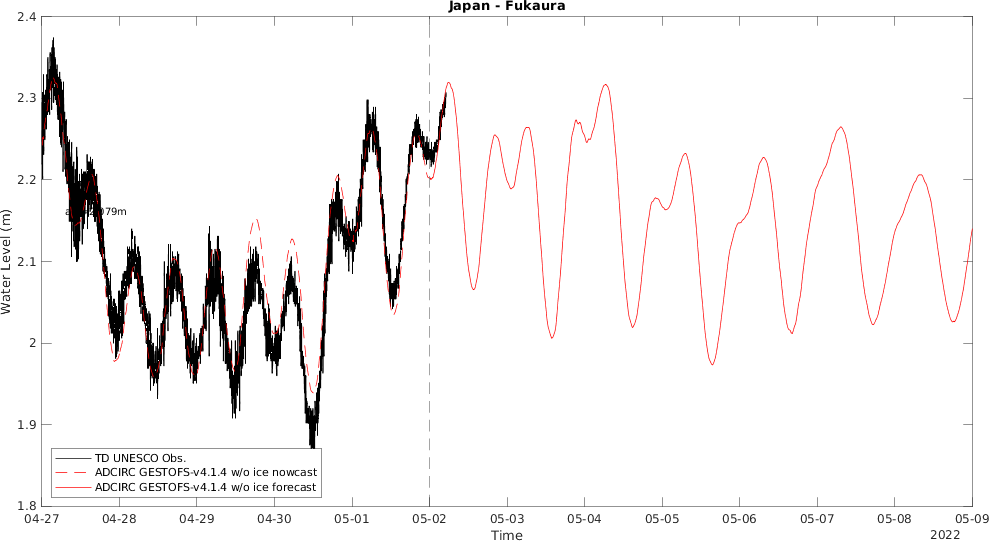 Japan - Fukaura
2.4
2.3
2.2
2.1
2
1.9
1.8
Water Level (m)
TD UNESCO Obs.
ADCIRC GESTOFS-v4.1.4 w/o ice nowcast
ADCIRC GESTOFS-v4.1.4 w/o ice forecast
04-27 04-28 04-29 04-30 05-01 05-02 05-03 05-04 05-05 05-06 05-07 05-08 05-09
Time
2022